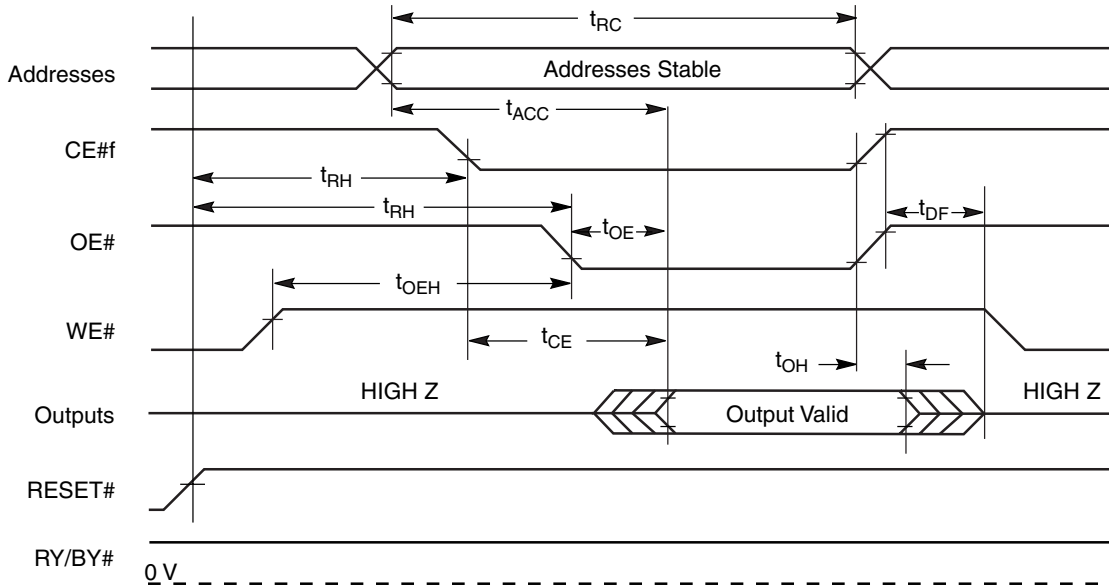 tRC
Addresses
Addresses Stable
tACC
CE#f
tRH
tRH
tDF
tOE
OE#
tOEH
WE#
tCE
tOH
HIGH Z
HIGH Z
Outputs
Output Valid
RESET#
RY/BY#
0 V